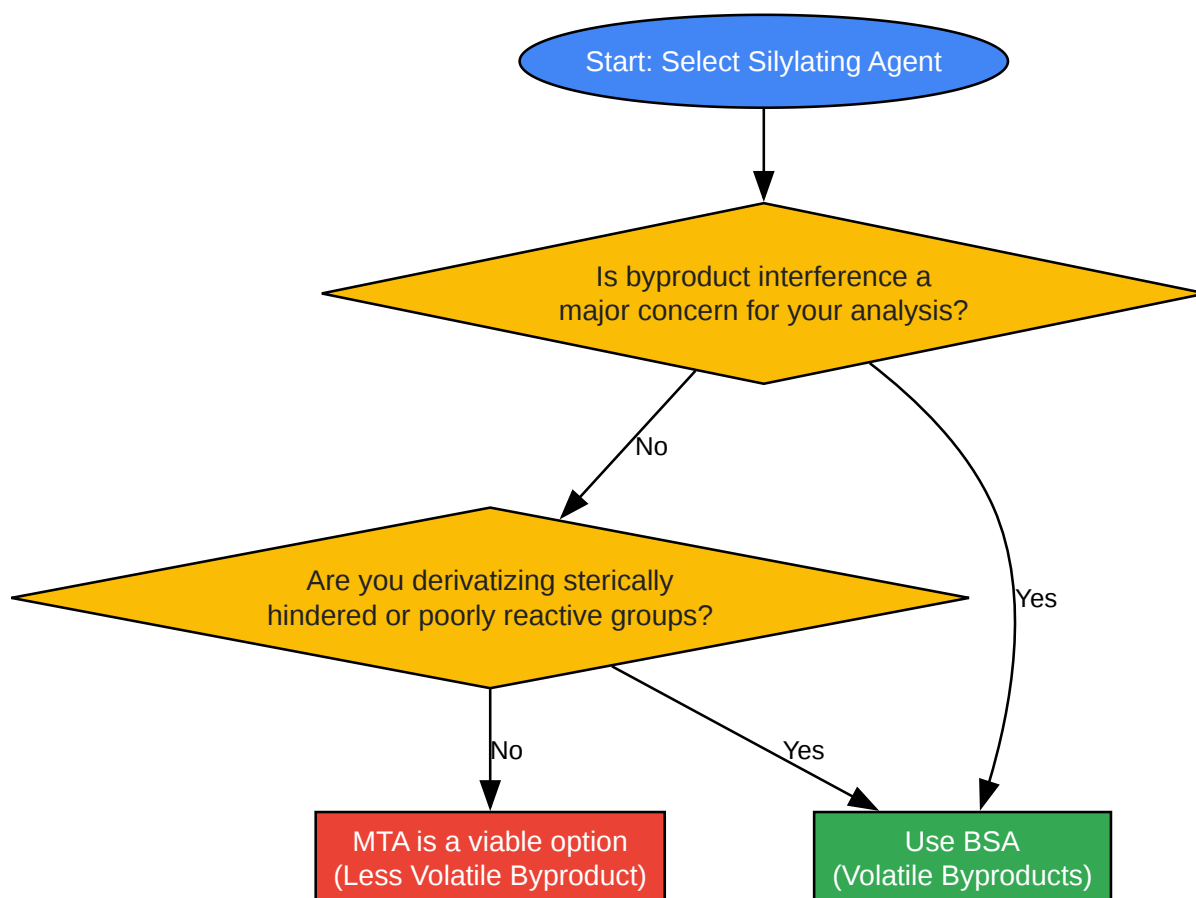 Start: Select Silylating Agent
Is byproduct interference a
major concern for your analysis?
No
Are you derivatizing sterically
hindered or poorly reactive groups?
Yes
No
Yes
MTA is a viable option
(Less Volatile Byproduct)
Use BSA
(Volatile Byproducts)